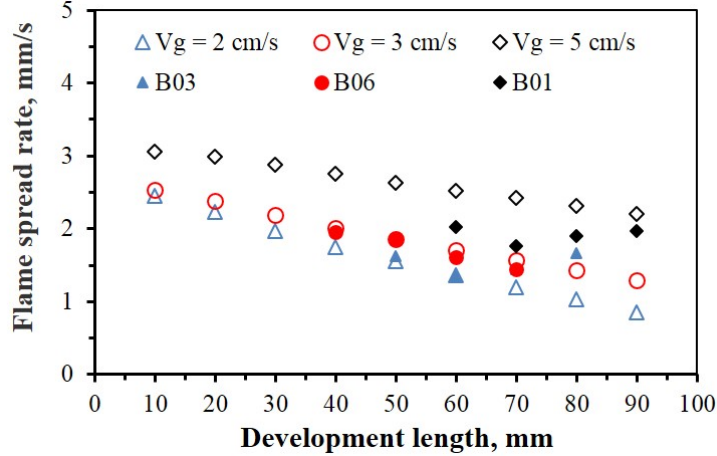 Flame spread rate, mm/s
5
4
3
2
1
0
Vg = 2 cm/s Vg = 3 cm/s Vg = 5 cm/s
B03 B06 B01
0 10 20 30 40 50 60 70 80 90 100
Development length, mm